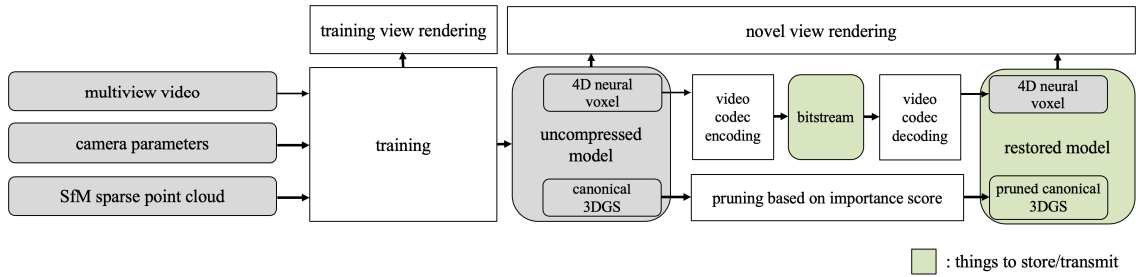 training view rendering
novel view rendering
multiview video
camera parameters
SfM sparse point cloud
training
4D neural
voxel
uncompressed
model
canonical
3DGS
video
codec
encoding
bitstream
video
codec
decoding
pruning based on importance score
4D neural
voxel
restored model
pruned canonical
3DGS
: things to store/transmit